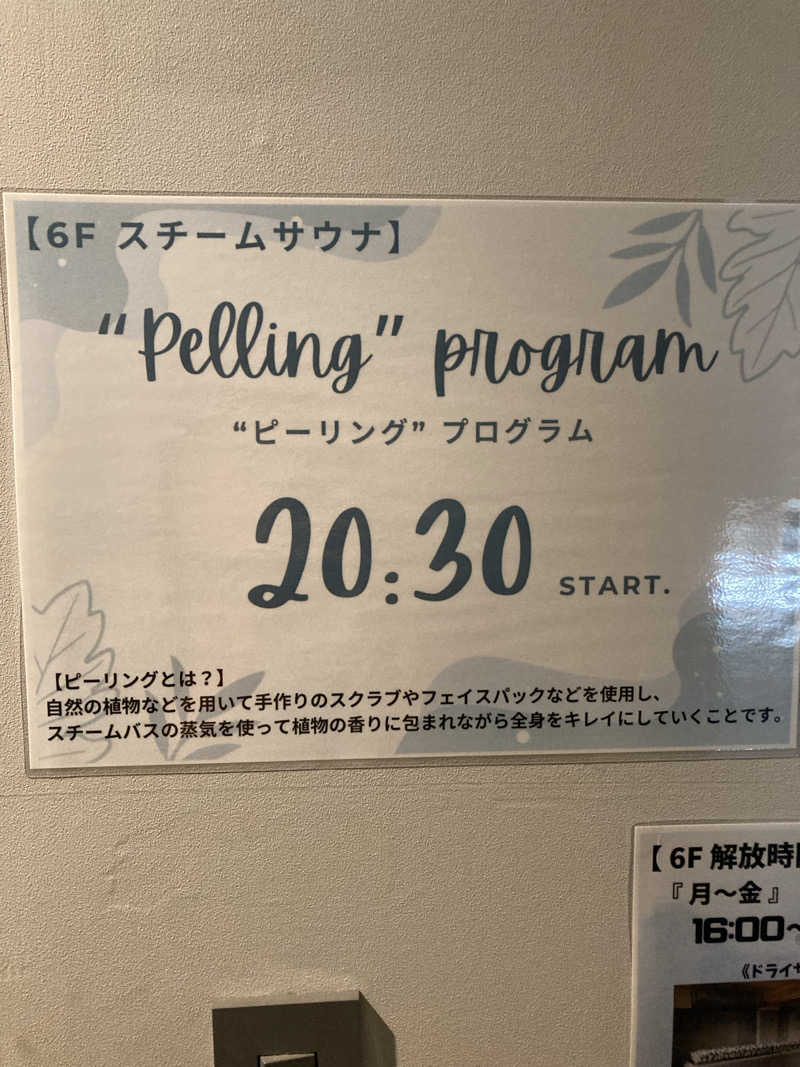 【6F スチームサウナ】
“Pelling” program
“ピーリング” プログラム
20:30 START.
【ピーリングとは？】
自然の植物などを用いて手作りのスクラブやフェイスパックなどを使用し、
スチームバスの蒸気を使って植物の香りに包まれながら全身をキレイにしていくことです。
【6F 解放時
『月〜金』
16:00〜
《ドライ